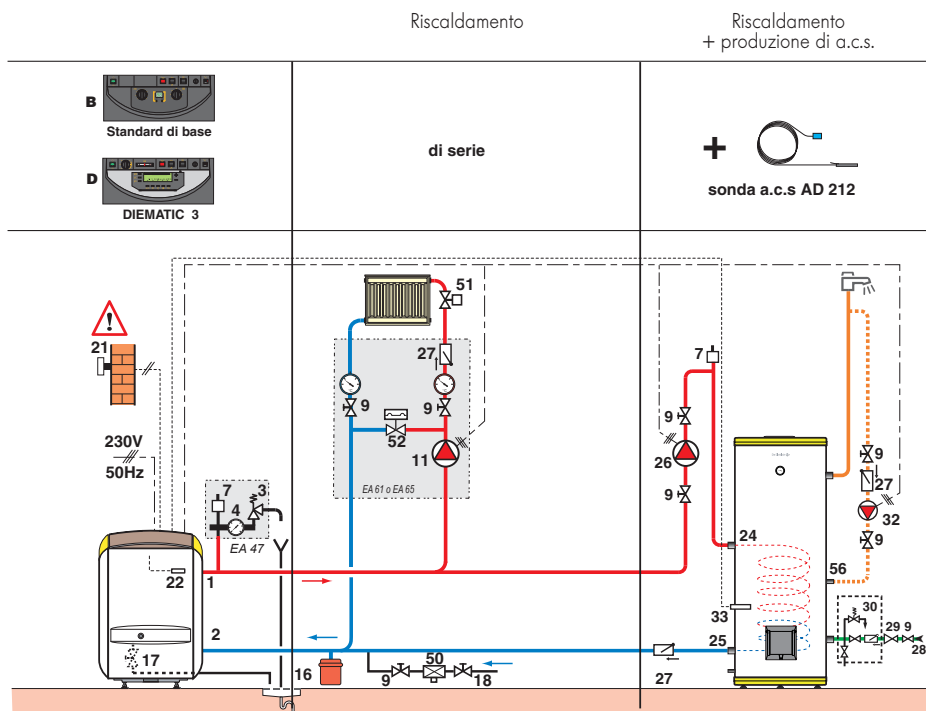 Riscaldamento
Riscaldamento
+ produzione di a.c.s.
B
Standard di base
D
DIEMATIC 3
di serie
+
sonda a.c.s AD 212
51
21
27
7
9
9
52
9
230V
50Hz
11
26
9
27
7
3
4
EA 61 o EA 65
9
32
EA 47
24
9
22
1
56
33
30
2
29
9
28
17
25
16
50
9
18
27